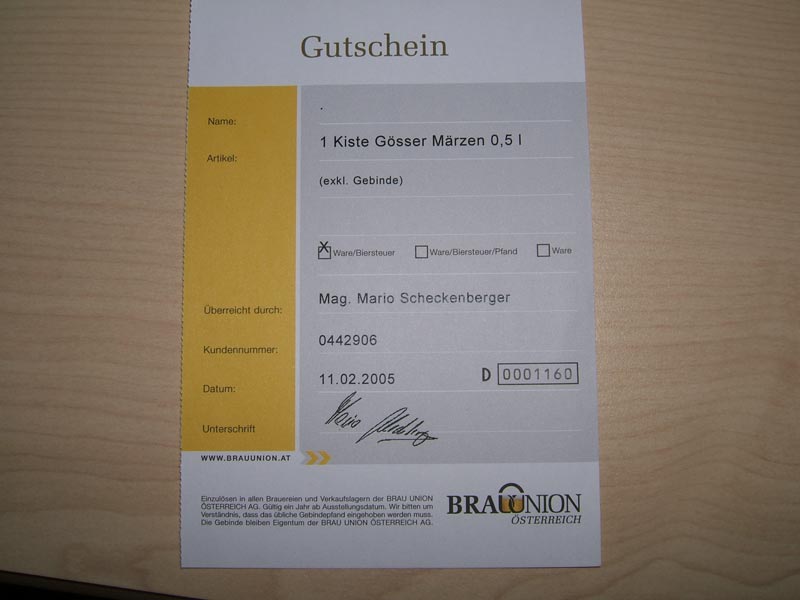 Gutschein
Name: .
Artikel: 1 Kiste Gösser Märzen 0,5 l
(exkl. Gebinde)
X Ware/Biersteuer Ware/Biersteuer/Pfand Ware
Überreicht durch: Mag. Mario Scheckenberger
Kundennummer: 0442906
Datum: 11.02.2005 D 0001160
Unterschrift
WWW.BRAUUNION.AT
Einzulösen in allen Brauereien und Verkaufslagern der BRAU UNION
ÖSTERREICH AG. Gültig ein Jahr ab Ausstellungsdatum. Wir bitten um
Verständnis, dass das übliche Gebindepfand eingehoben werden muss.
Die Gebinde bleiben Eigentum der BRAU UNION ÖSTERREICH AG.
BRAU UNION
ÖSTERREICH